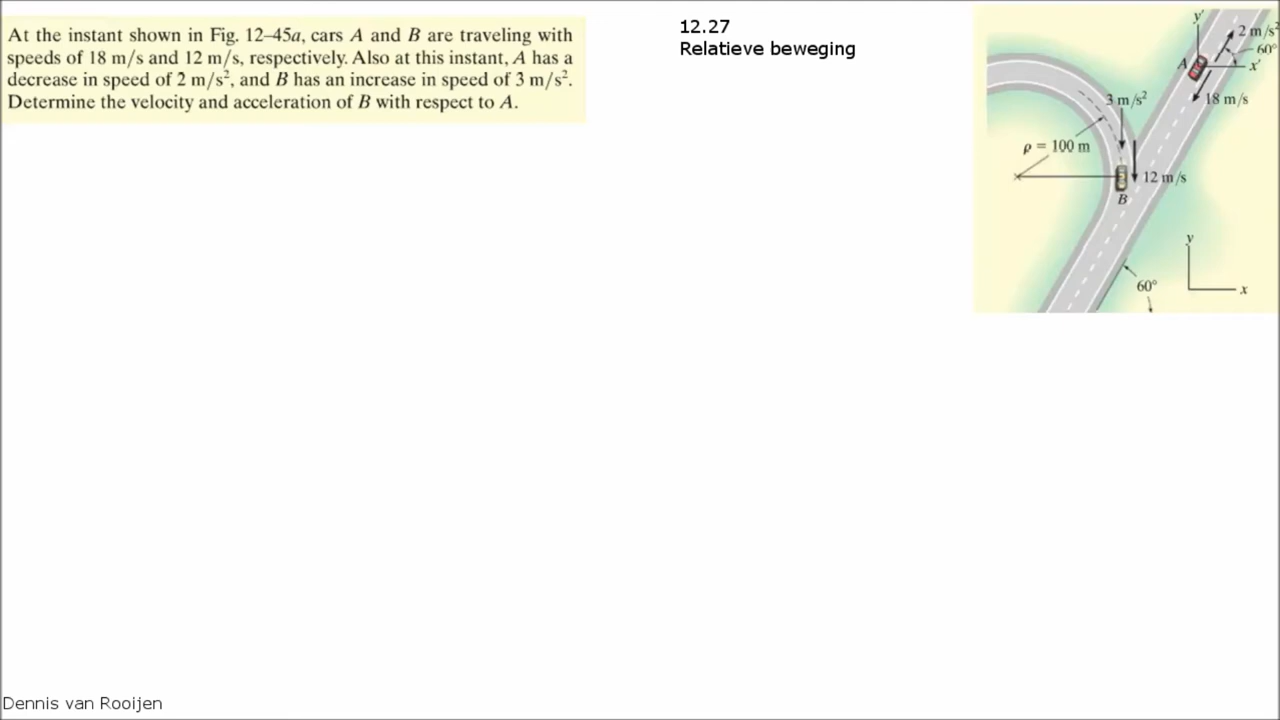 At the instant shown in Fig. 12–45a, cars A and B are traveling with
speeds of 18 m/s and 12 m/s, respectively. Also at this instant, A has a
decrease in speed of 2 m/s², and B has an increase in speed of 3 m/s².
Determine the velocity and acceleration of B with respect to A.
12.27
Relatieve beweging
y′
2 m/s²
60°
A
x′
18 m/s
3 m/s²
ρ = 100 m
12 m/s
B
y
60°
x
Dennis van Rooijen